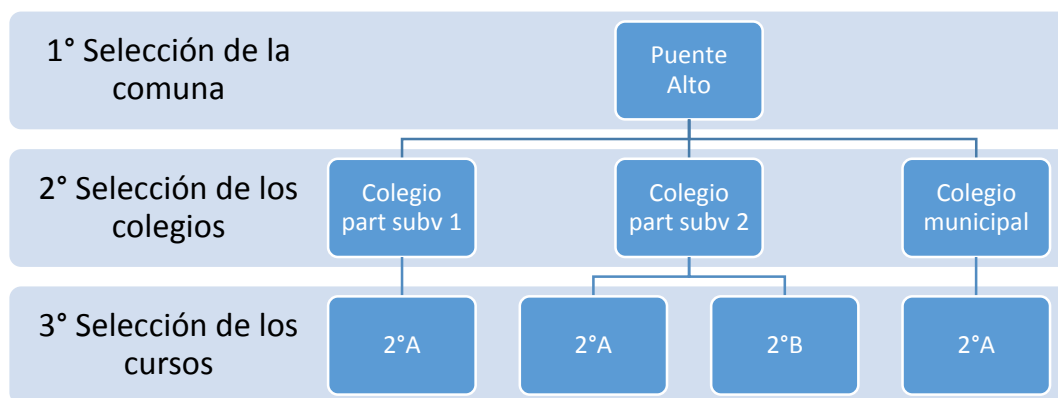 1° Selección de la
comuna
Puente
Alto
2° Selección de los
colegios
Colegio
part subv 1
Colegio
part subv 2
Colegio
municipal
3° Selección de los
cursos
2°A
2°A
2°B
2°A